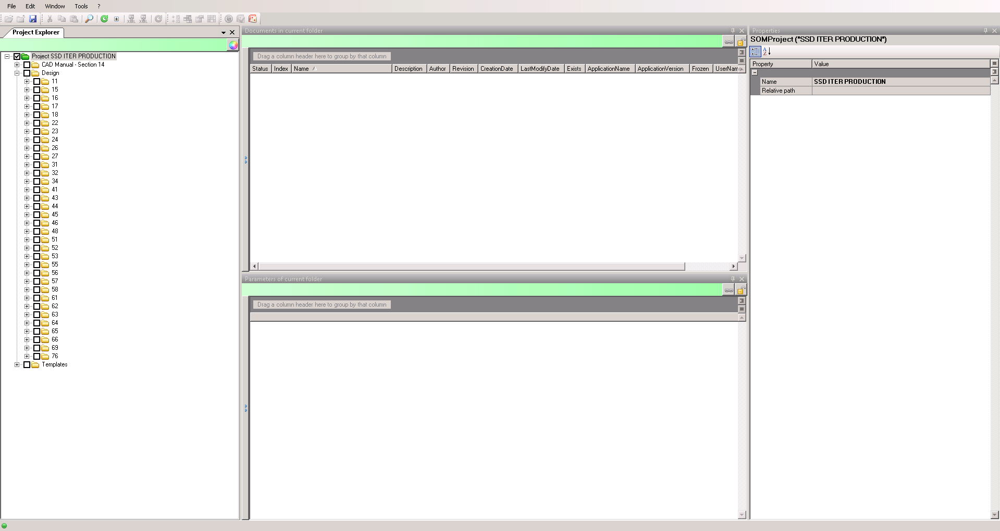 File Edit Window Tools ?
Project Explorer
Project SSD ITER PRODUCTION
CAD Manual - Section 14
Design
11
15
16
17
18
22
23
24
26
27
31
32
34
41
43
44
45
46
48
51
52
53
55
56
57
58
61
62
63
64
65
66
69
76
Templates
Documents in current folder
Drag a column header here to group by that column
Status Index Name Description Author Revision CreationDate LastModifyDate Exists ApplicationName ApplicationVersion Frozen UserNam
Parameters of current folder
Drag a column header here to group by that column
Properties
SOMProject ("SSD ITER PRODUCTION")
Property Value
Name SSD ITER PRODUCTION
Relative path